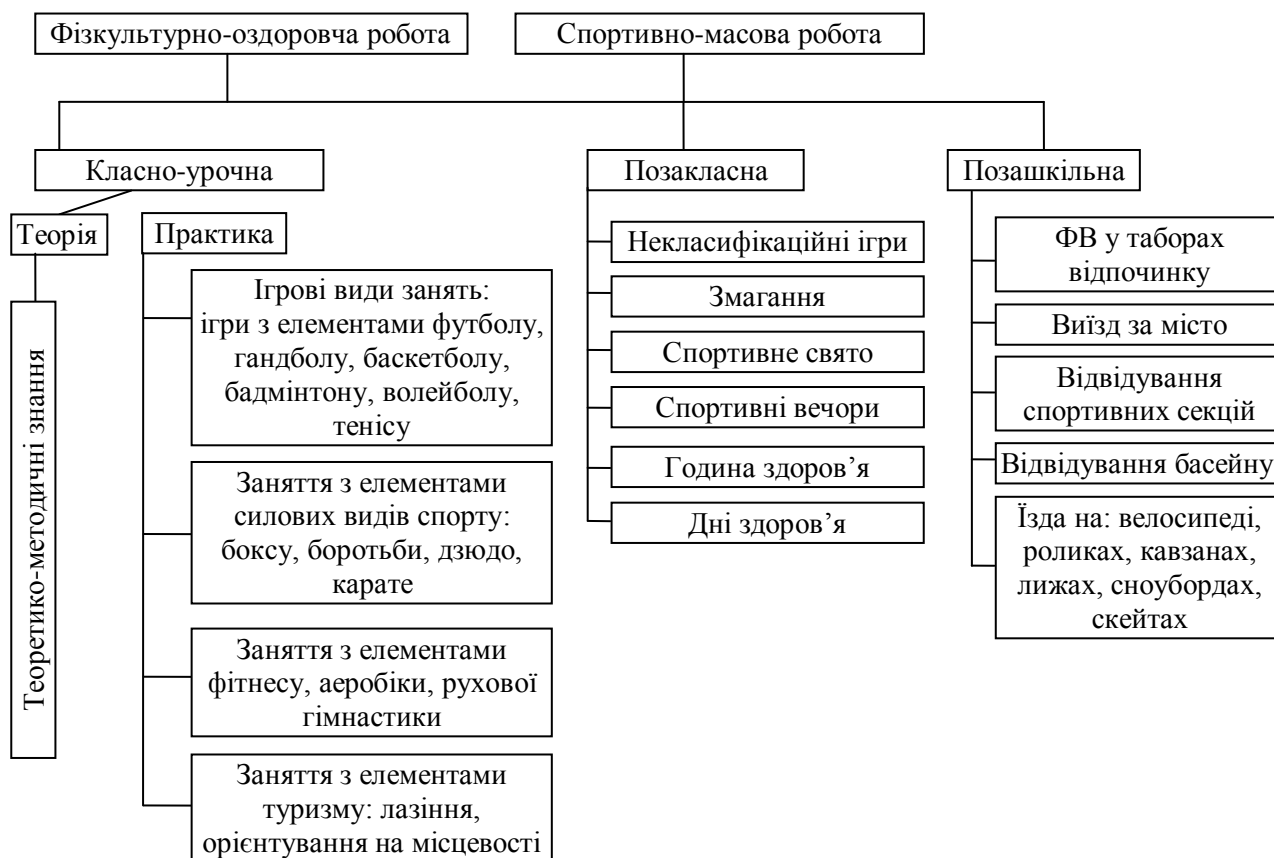 Фізкультурно-оздоровча робота
Спортивно-масова робота
Класно-урочна
Позакласна
Позашкільна
Теорія
Практика
Теоретико-методичні знання
Ігрові види занять:
ігри з елементами футболу,
гандболу, баскетболу,
бадмінтону, волейболу,
тенісу
Заняття з елементами
силових видів спорту:
боксу, боротьби, дзюдо,
карате
Заняття з елементами
фітнесу, аеробіки, рухової
гімнастики
Заняття з елементами
туризму: лазіння,
орієнтування на місцевості
Некласифікаційні ігри
Змагання
Спортивне свято
Спортивні вечори
Година здоров’я
Дні здоров’я
ФВ у таборах
відпочинку
Виїзд за місто
Відвідування
спортивних секцій
Відвідування басейну
Їзда на: велосипеді,
роликах, кавзанах,
лижах, сноубордах,
скейтах